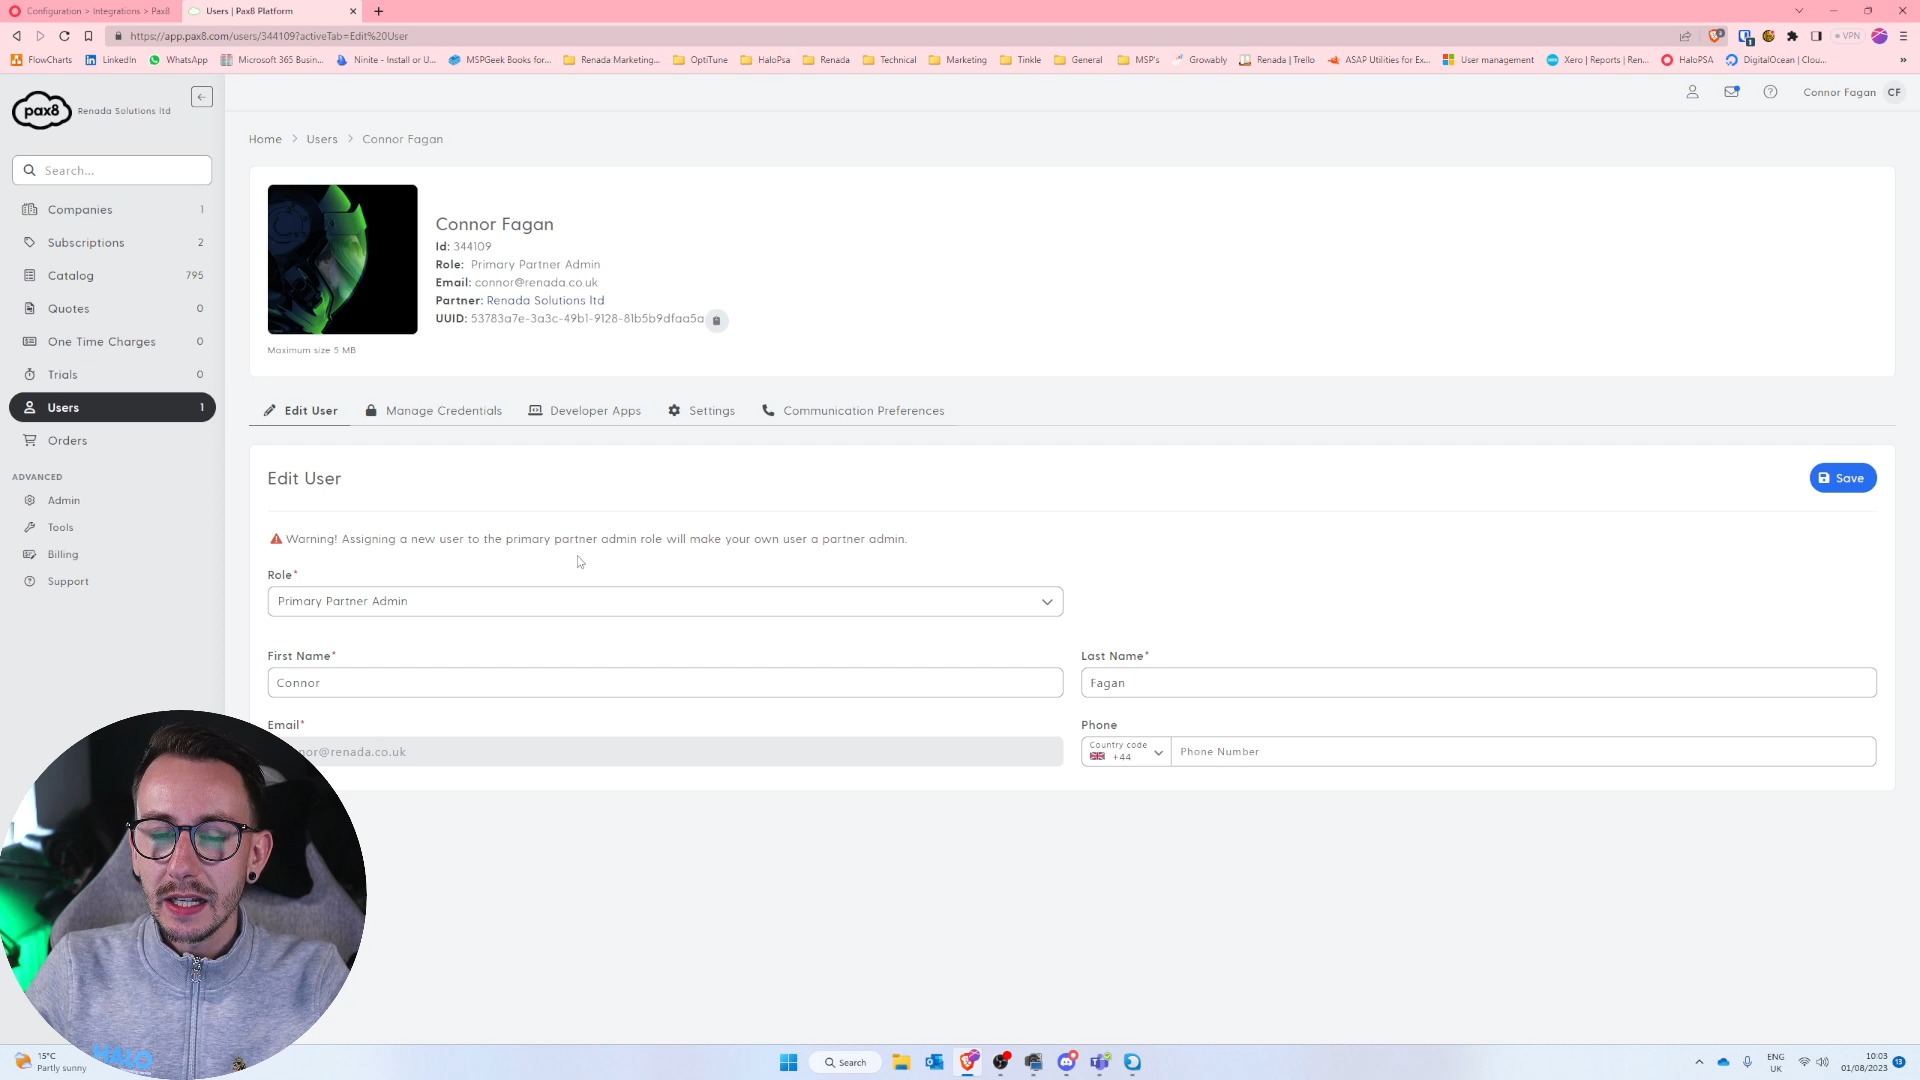 Configuration > Integrations > Pax8
Users | Pax8 Platform
https://app.pax8.com/users/344109?activeTab=Edit%20User
VPN
FlowCharts
LinkedIn
WhatsApp
Microsoft 365 Busin...
Ninite - Install or U...
MSPGeek Books for...
Renada Marketing...
OptiTune
HaloPsa
Renada
Technical
Marketing
Tinkle
General
MSP's
Growably
Renada | Trello
ASAP Utilities for Ex...
User management
Xero | Reports | Ren...
HaloPSA
DigitalOcean | Clou...
pax8
Renada Solutions ltd
Connor Fagan
CF
Search...
Companies 1
Subscriptions 2
Catalog 795
Quotes 0
One Time Charges 0
Trials 0
Users 1
Orders
ADVANCED
Admin
Tools
Billing
Support
Home > Users > Connor Fagan
Connor Fagan
Id: 344109
Role: Primary Partner Admin
Email: connor@renada.co.uk
Partner: Renada Solutions ltd
UUID: 53783a7e-3a3c-49b1-9128-81b5b9dfaa5a
Maximum size 5 MB
Edit User
Manage Credentials
Developer Apps
Settings
Communication Preferences
Edit User
Save
Warning! Assigning a new user to the primary partner admin role will make your own user a partner admin.
Role*
Primary Partner Admin
First Name*
Connor
Last Name*
Fagan
Email*
nor@renada.co.uk
Phone
Country code
+44
Phone Number
15°C
Partly sunny
HALO
Search
ENG
UK
10:03
01/08/2023
13